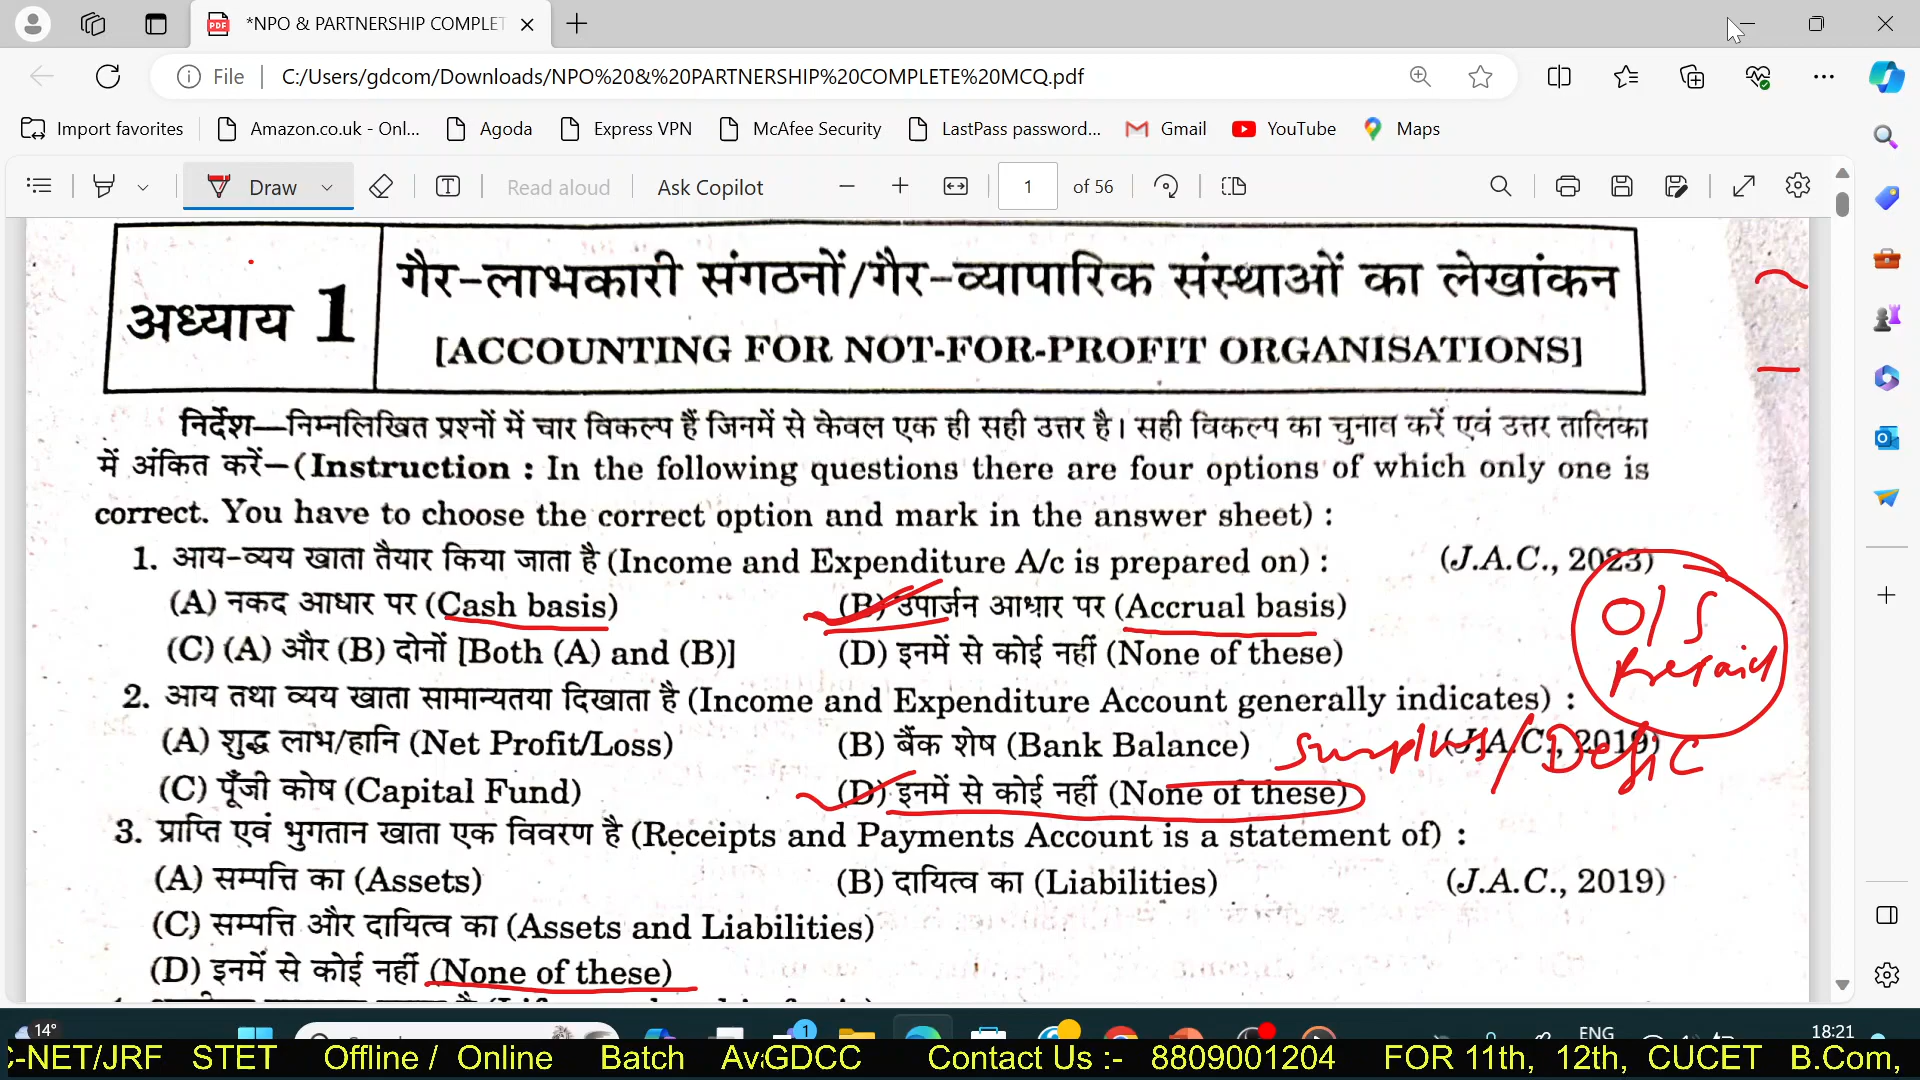 *NPO & PARTNERSHIP COMPLET
File
C:/Users/gdcom/Downloads/NPO%20&%20PARTNERSHIP%20COMPLETE%20MCQ.pdf
Import favorites
Amazon.co.uk - Onl...
Agoda
Express VPN
McAfee Security
LastPass password...
Gmail
YouTube
Maps
Draw
Read aloud
Ask Copilot
1 of 56
अध्याय 1
गैर-लाभकारी संगठनों/गैर-व्यापारिक संस्थाओं का लेखांकन
[ACCOUNTING FOR NOT-FOR-PROFIT ORGANISATIONS]
निर्देश—निम्नलिखित प्रश्नों में चार विकल्प हैं जिनमें से केवल एक ही सही उत्तर है। सही विकल्प का चुनाव करें एवं उत्तर तालिका
में अंकित करें—(Instruction : In the following questions there are four options of which only one is
correct. You have to choose the correct option and mark in the answer sheet) :
1. आय-व्यय खाता तैयार किया जाता है (Income and Expenditure A/c is prepared on) : (J.A.C., 2023)
(A) नकद आधार पर (Cash basis) (B) उपार्जन आधार पर (Accrual basis)
O/S
Prepaid
(C) (A) और (B) दोनों [Both (A) and (B)] (D) इनमें से कोई नहीं (None of these)
2. आय तथा व्यय खाता सामान्यतया दिखाता है (Income and Expenditure Account generally indicates) :
(A) शुद्ध लाभ/हानि (Net Profit/Loss) (B) बैंक शेष (Bank Balance) (J.A.C., 2019)
Surplus/Defic
(C) पूँजी कोष (Capital Fund) (D) इनमें से कोई नहीं (None of these)
3. प्राप्ति एवं भुगतान खाता एक विवरण है (Receipts and Payments Account is a statement of) :
(A) सम्पत्ति का (Assets) (B) दायित्व का (Liabilities) (J.A.C., 2019)
(C) सम्पत्ति और दायित्व का (Assets and Liabilities)
(D) इनमें से कोई नहीं (None of these)
14°
1
ENG
18:21
C-NET/JRF STET Offline / Online Batch Av GDCC Contact Us :- 8809001204 FOR 11th, 12th, CUCET B.Com,